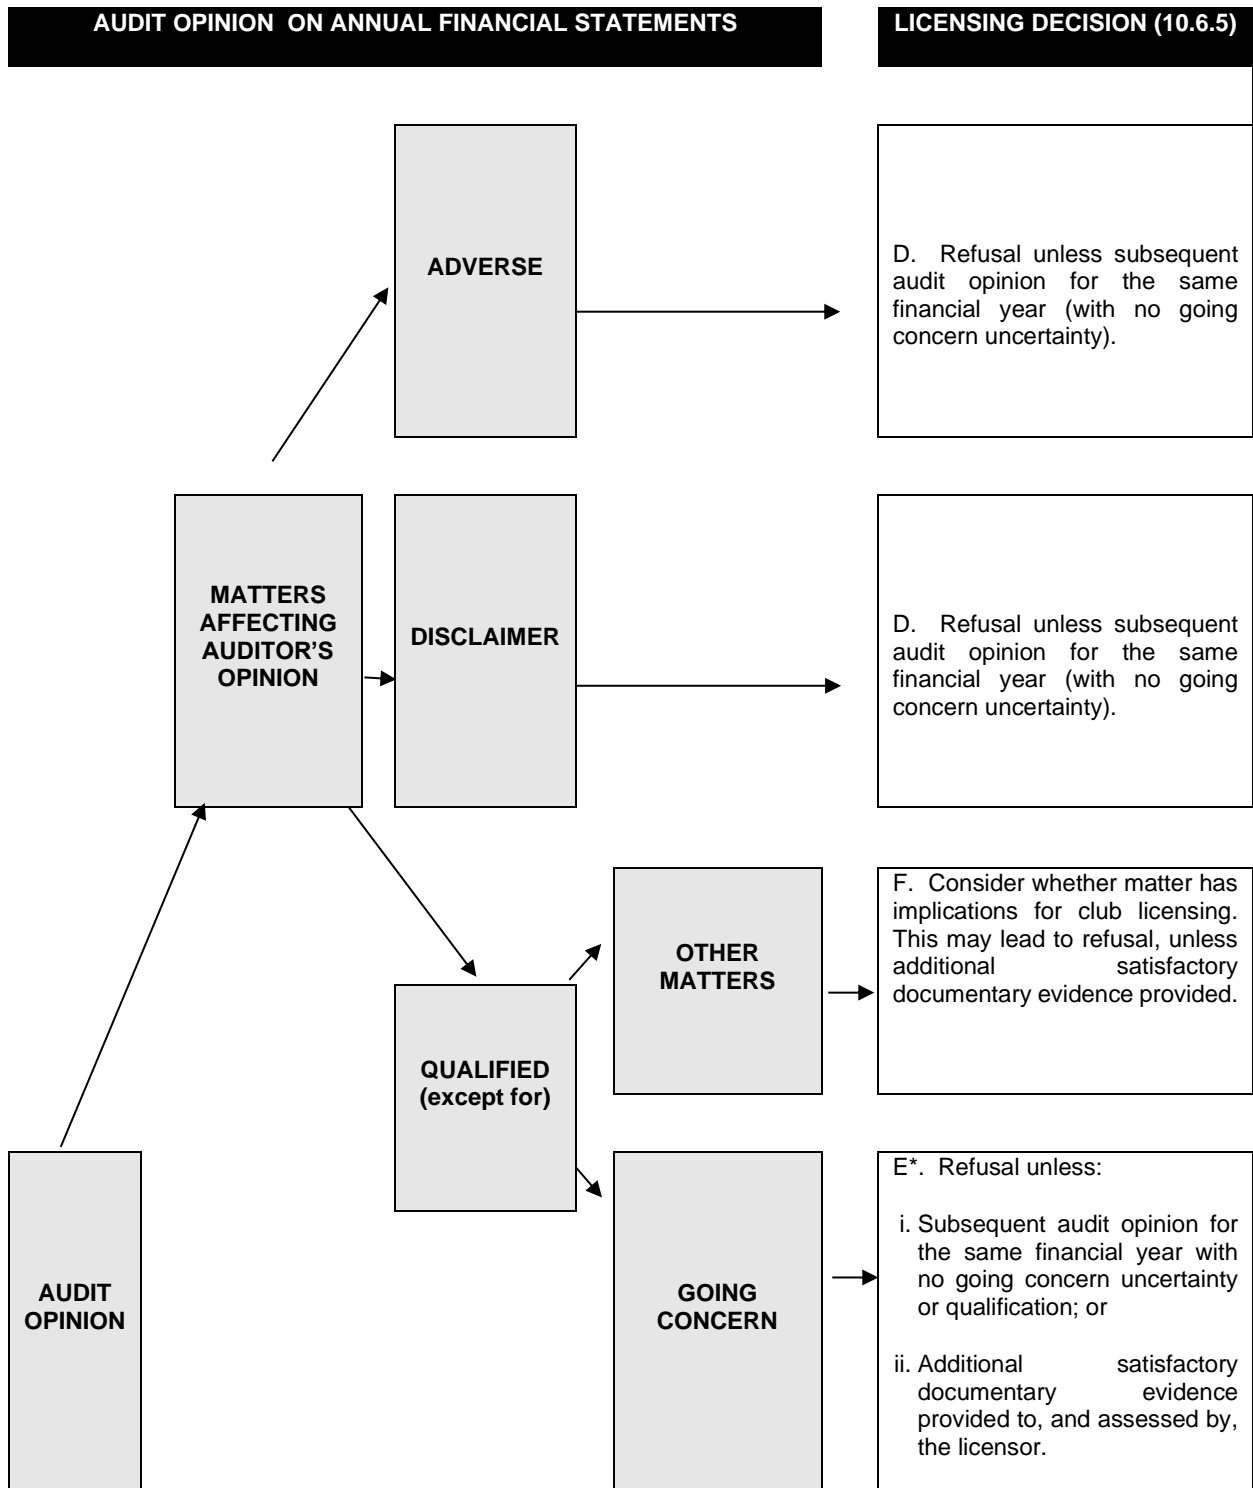 AUDIT OPINION ON ANNUAL FINANCIAL STATEMENTS
LICENSING DECISION (10.6.5)
ADVERSE
D. Refusal unless subsequent
audit opinion for the same
financial year (with no going
concern uncertainty).
MATTERS
AFFECTING
AUDITOR’S
OPINION
DISCLAIMER
D. Refusal unless subsequent
audit opinion for the same
financial year (with no going
concern uncertainty).
OTHER
MATTERS
F. Consider whether matter has
implications for club licensing.
This may lead to refusal, unless
additional satisfactory
documentary evidence provided.
QUALIFIED
(except for)
AUDIT
OPINION
GOING
CONCERN
E*. Refusal unless:
i. Subsequent audit opinion for
the same financial year with
no going concern uncertainty
or qualification; or
ii. Additional satisfactory
documentary evidence
provided to, and assessed by,
the licensor.